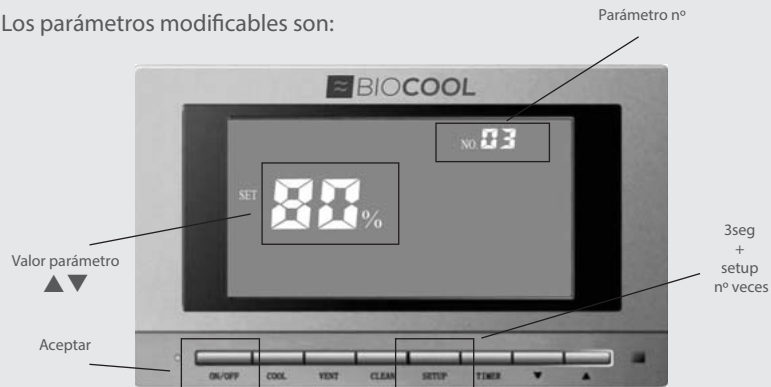 Los parámetros modificables son:
Parámetro nº
BIOCOOL
NO. 03
SET 80%
Valor parámetro
▲▼
3seg
+
setup
nº veces
Aceptar
ON/OFF COOL VENT CLEAN SETUP TIMER ▼ ▲